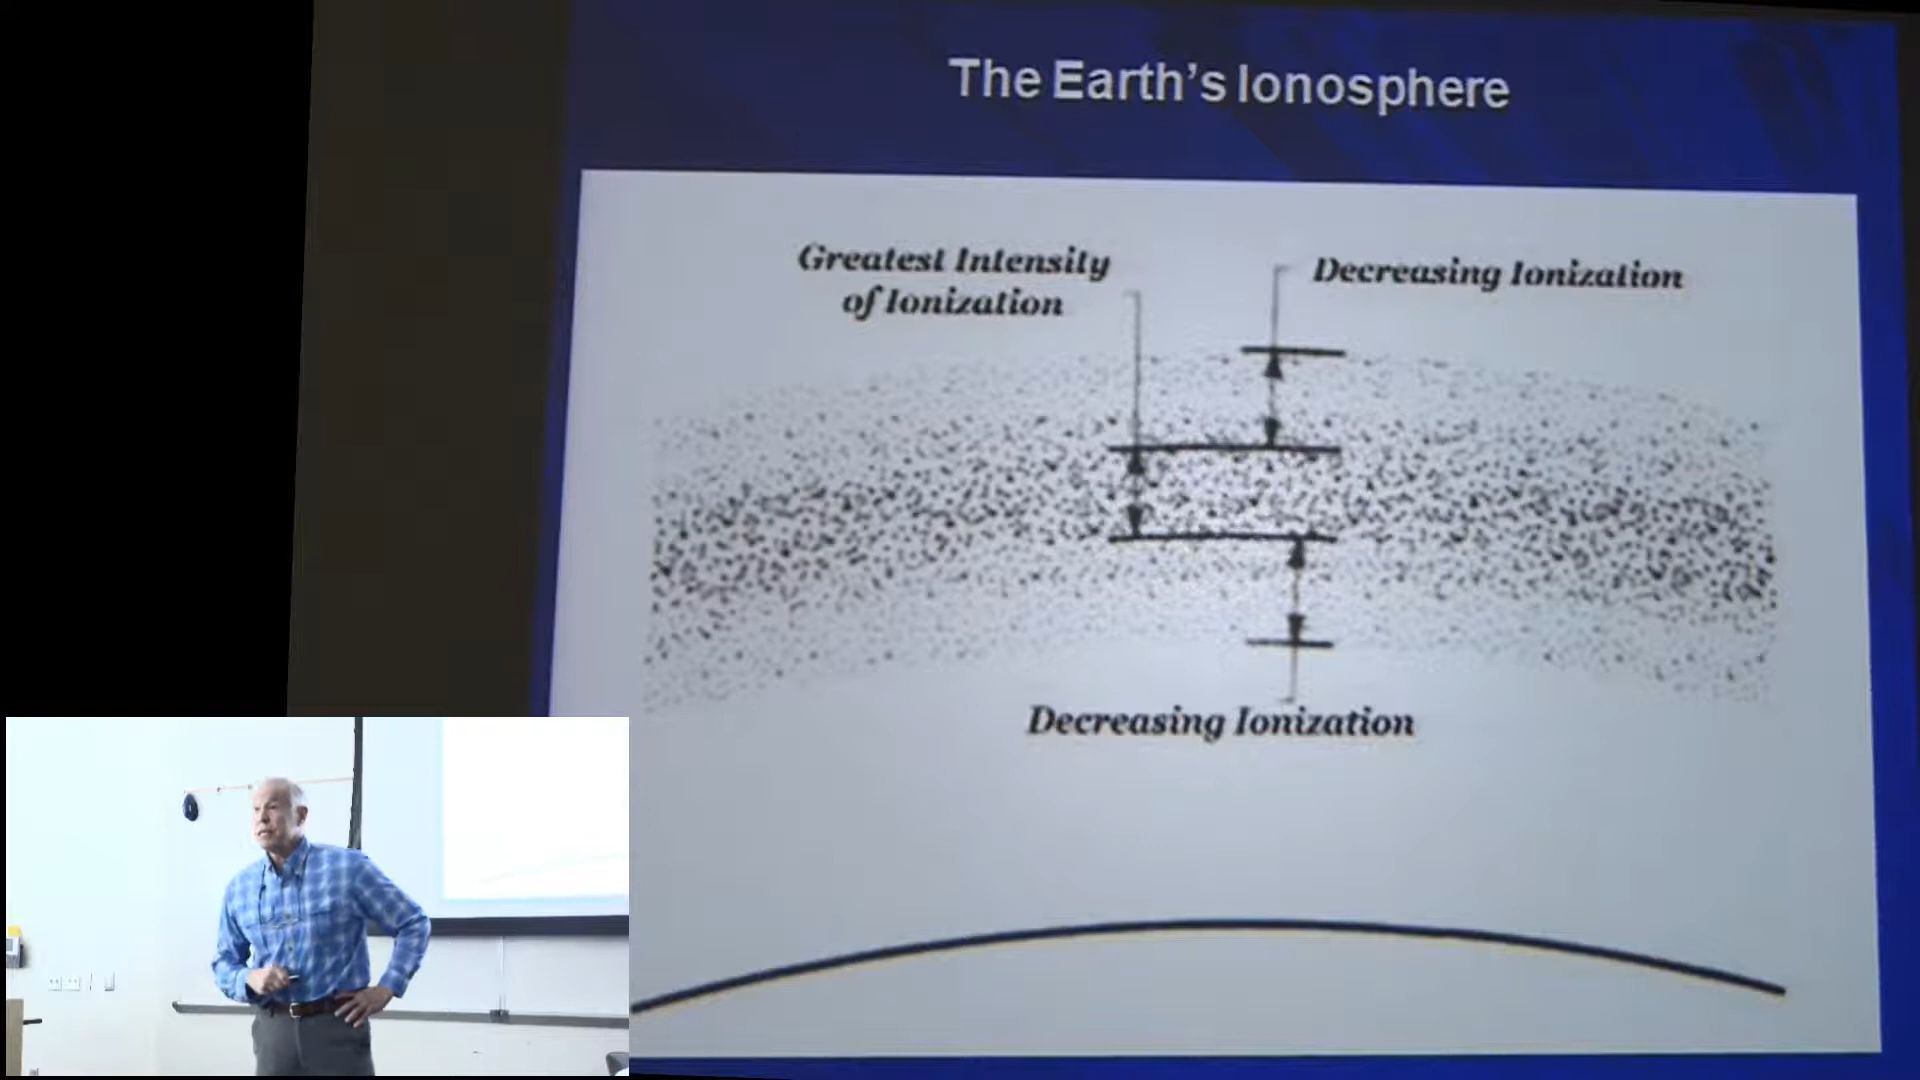 The Earth's Ionosphere
Greatest Intensity
of Ionization
Decreasing Ionization
Decreasing Ionization